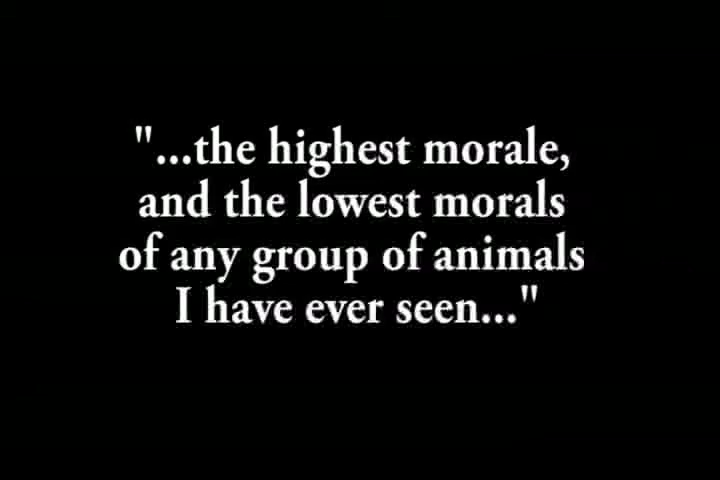 "...the highest morale,
and the lowest morals
of any group of animals
I have ever seen..."